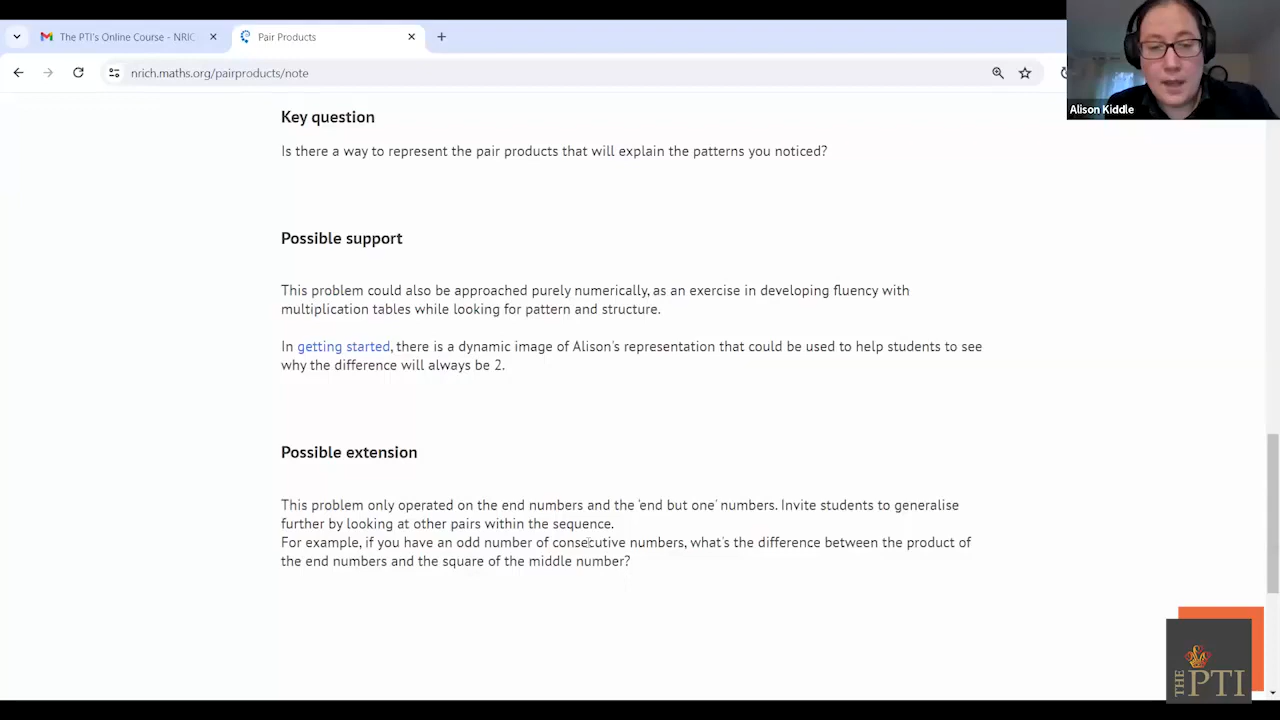 The PTI's Online Course - NRIC
Pair Products
nrich.maths.org/pairproducts/note
Alison Kiddle
Key question
Is there a way to represent the pair products that will explain the patterns you noticed?
Possible support
This problem could also be approached purely numerically, as an exercise in developing fluency with
multiplication tables while looking for pattern and structure.
In getting started, there is a dynamic image of Alison's representation that could be used to help students to see
why the difference will always be 2.
Possible extension
This problem only operated on the end numbers and the 'end but one' numbers. Invite students to generalise
further by looking at other pairs within the sequence.
For example, if you have an odd number of consecutive numbers, what's the difference between the product of
the end numbers and the square of the middle number?
THE PTI